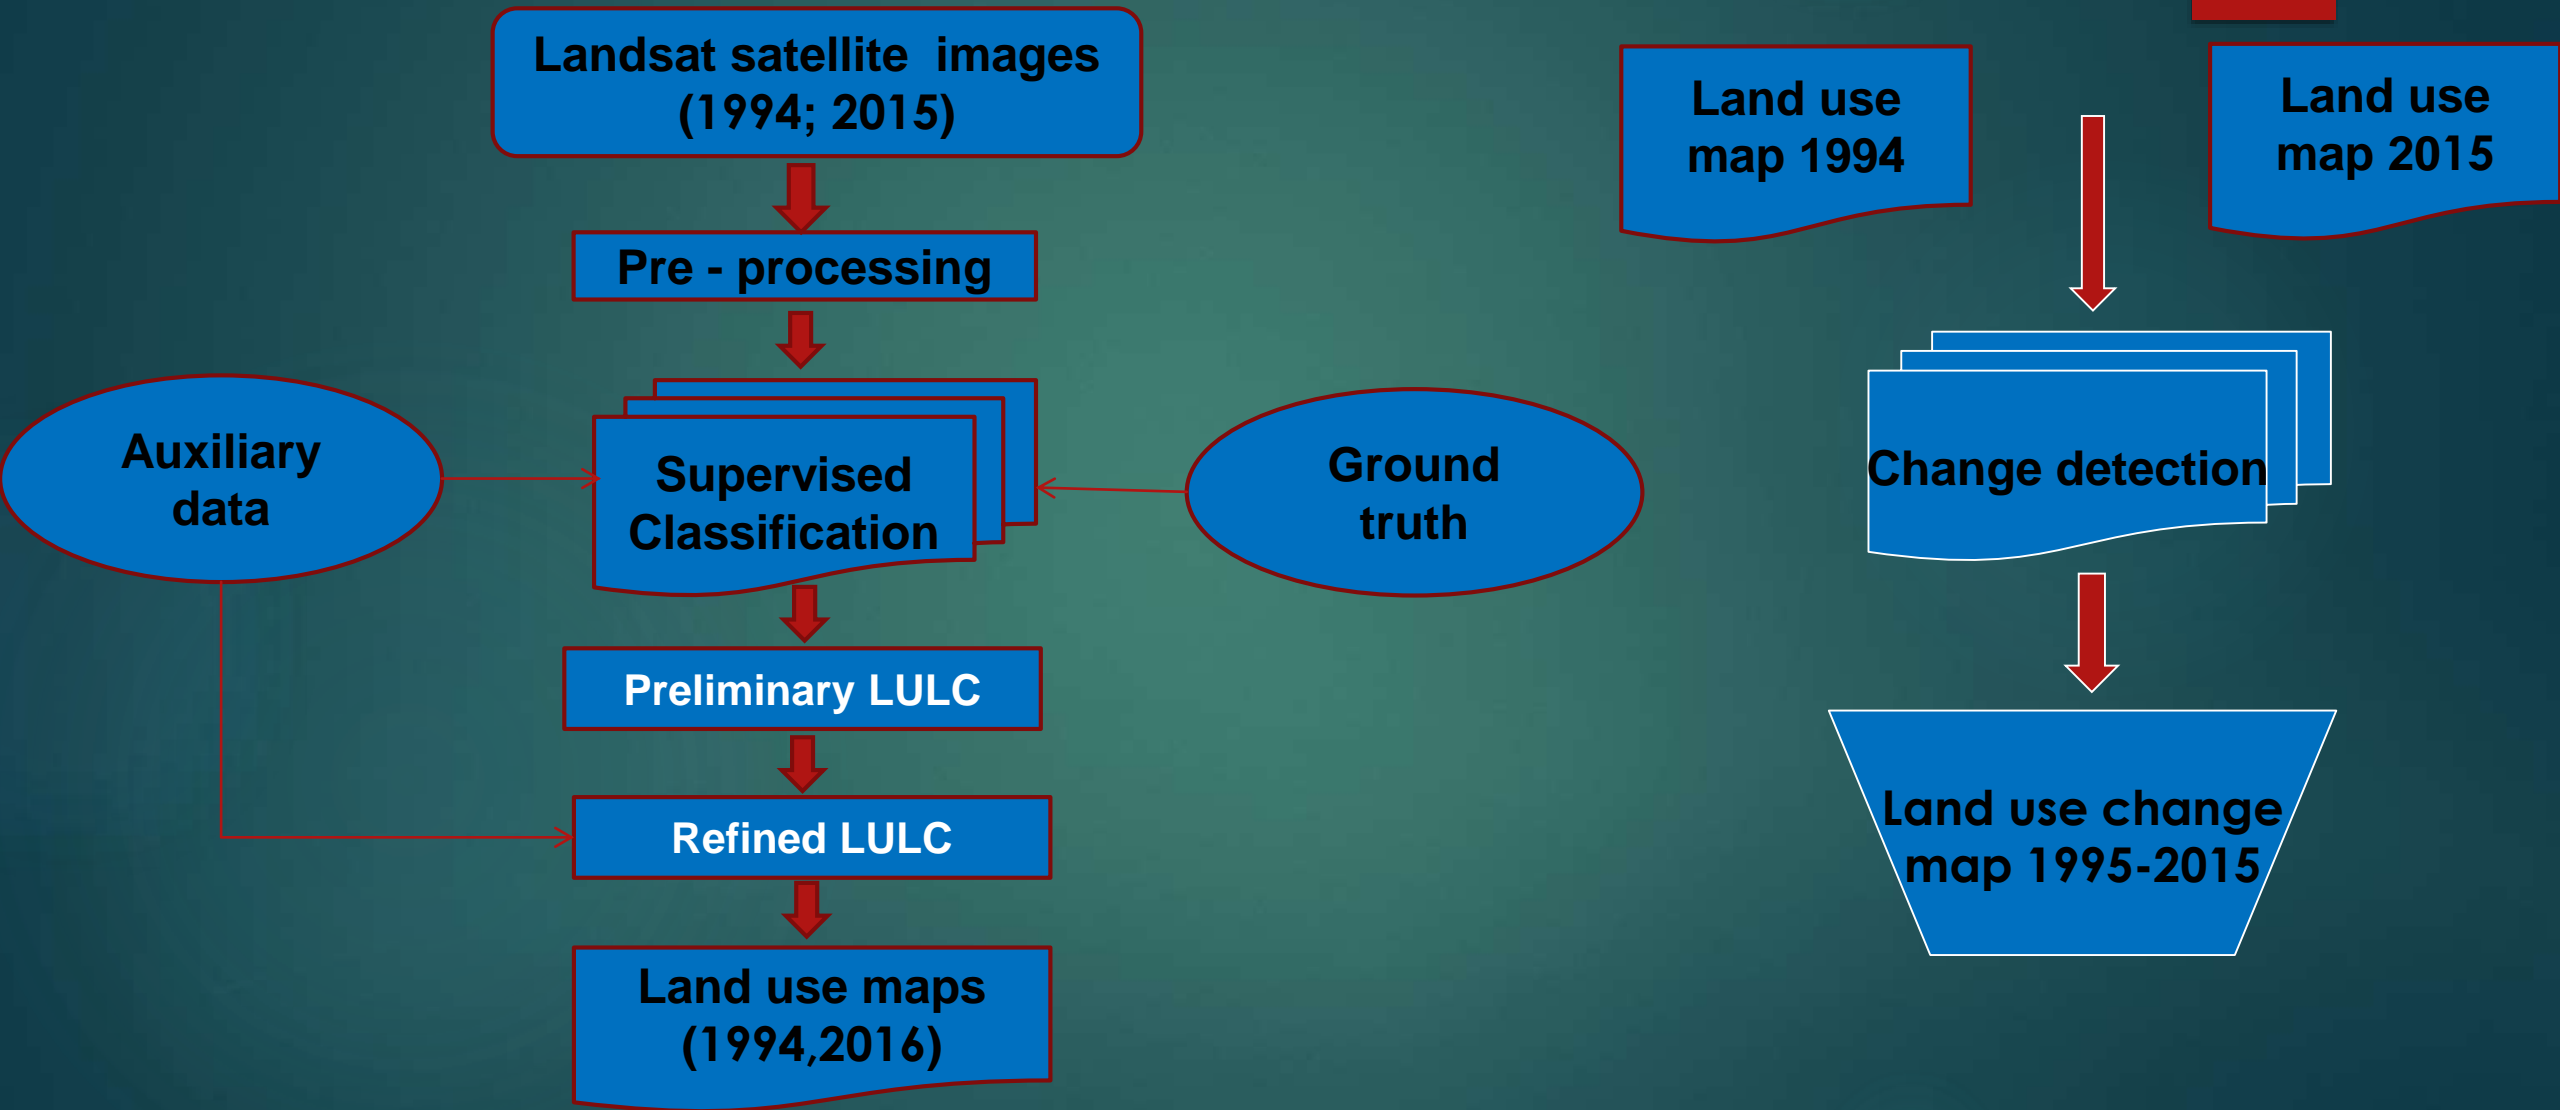 Landsat satellite  images
(1994; 2015)
Pre - processing
Auxiliary
data
Supervised
Classification
Ground
truth
Preliminary LULC
Refined LULC
Land use maps
(1994,2016)
Land use
map 1994
Land use
map 2015
Change detection
Land use change
map 1995-2015